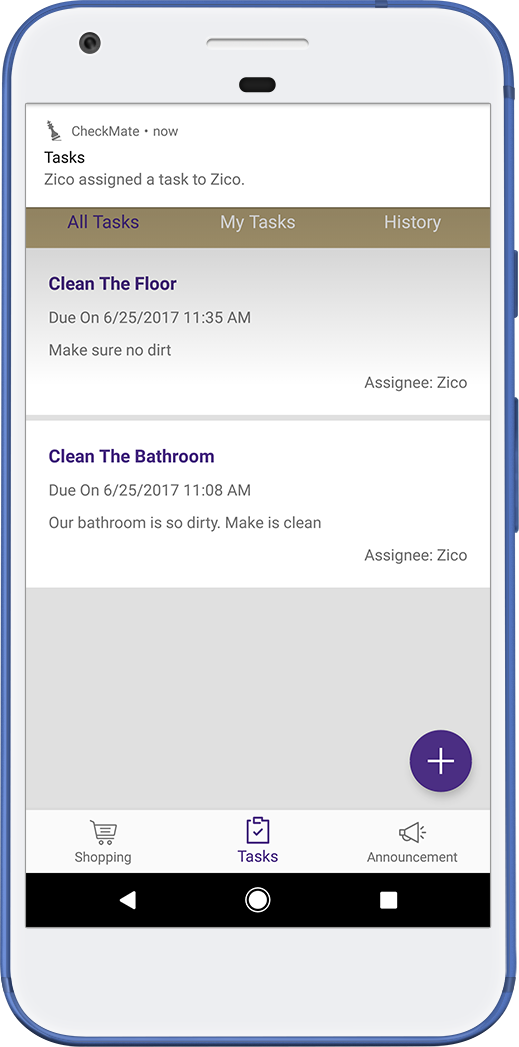 CheckMate • now
Tasks
Zico assigned a task to Zico.
All Tasks
My Tasks
History
Clean The Floor
Due On 6/25/2017 11:35 AM
Make sure no dirt
Assignee: Zico
Clean The Bathroom
Due On 6/25/2017 11:08 AM
Our bathroom is so dirty. Make is clean
Assignee: Zico
Shopping
Tasks
Announcement